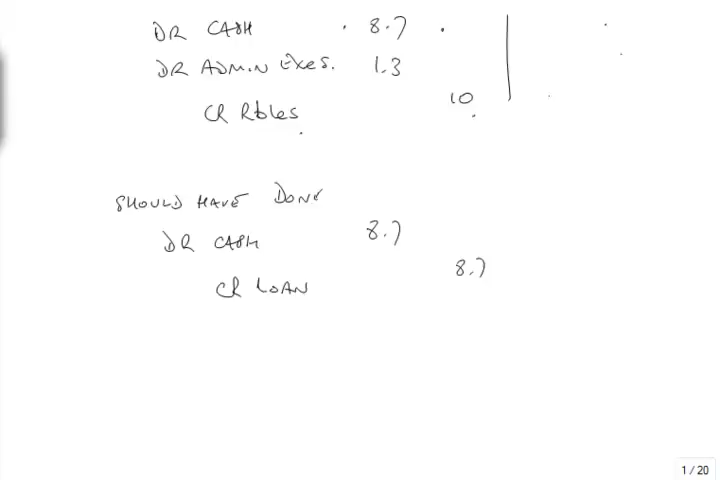 DR CASH 8.7
DR ADMIN EXES. 1.3
CR Rbles 10
SHOULD HAVE DONE
DR CASH 8.7
CR LOAN 8.7
1 / 20